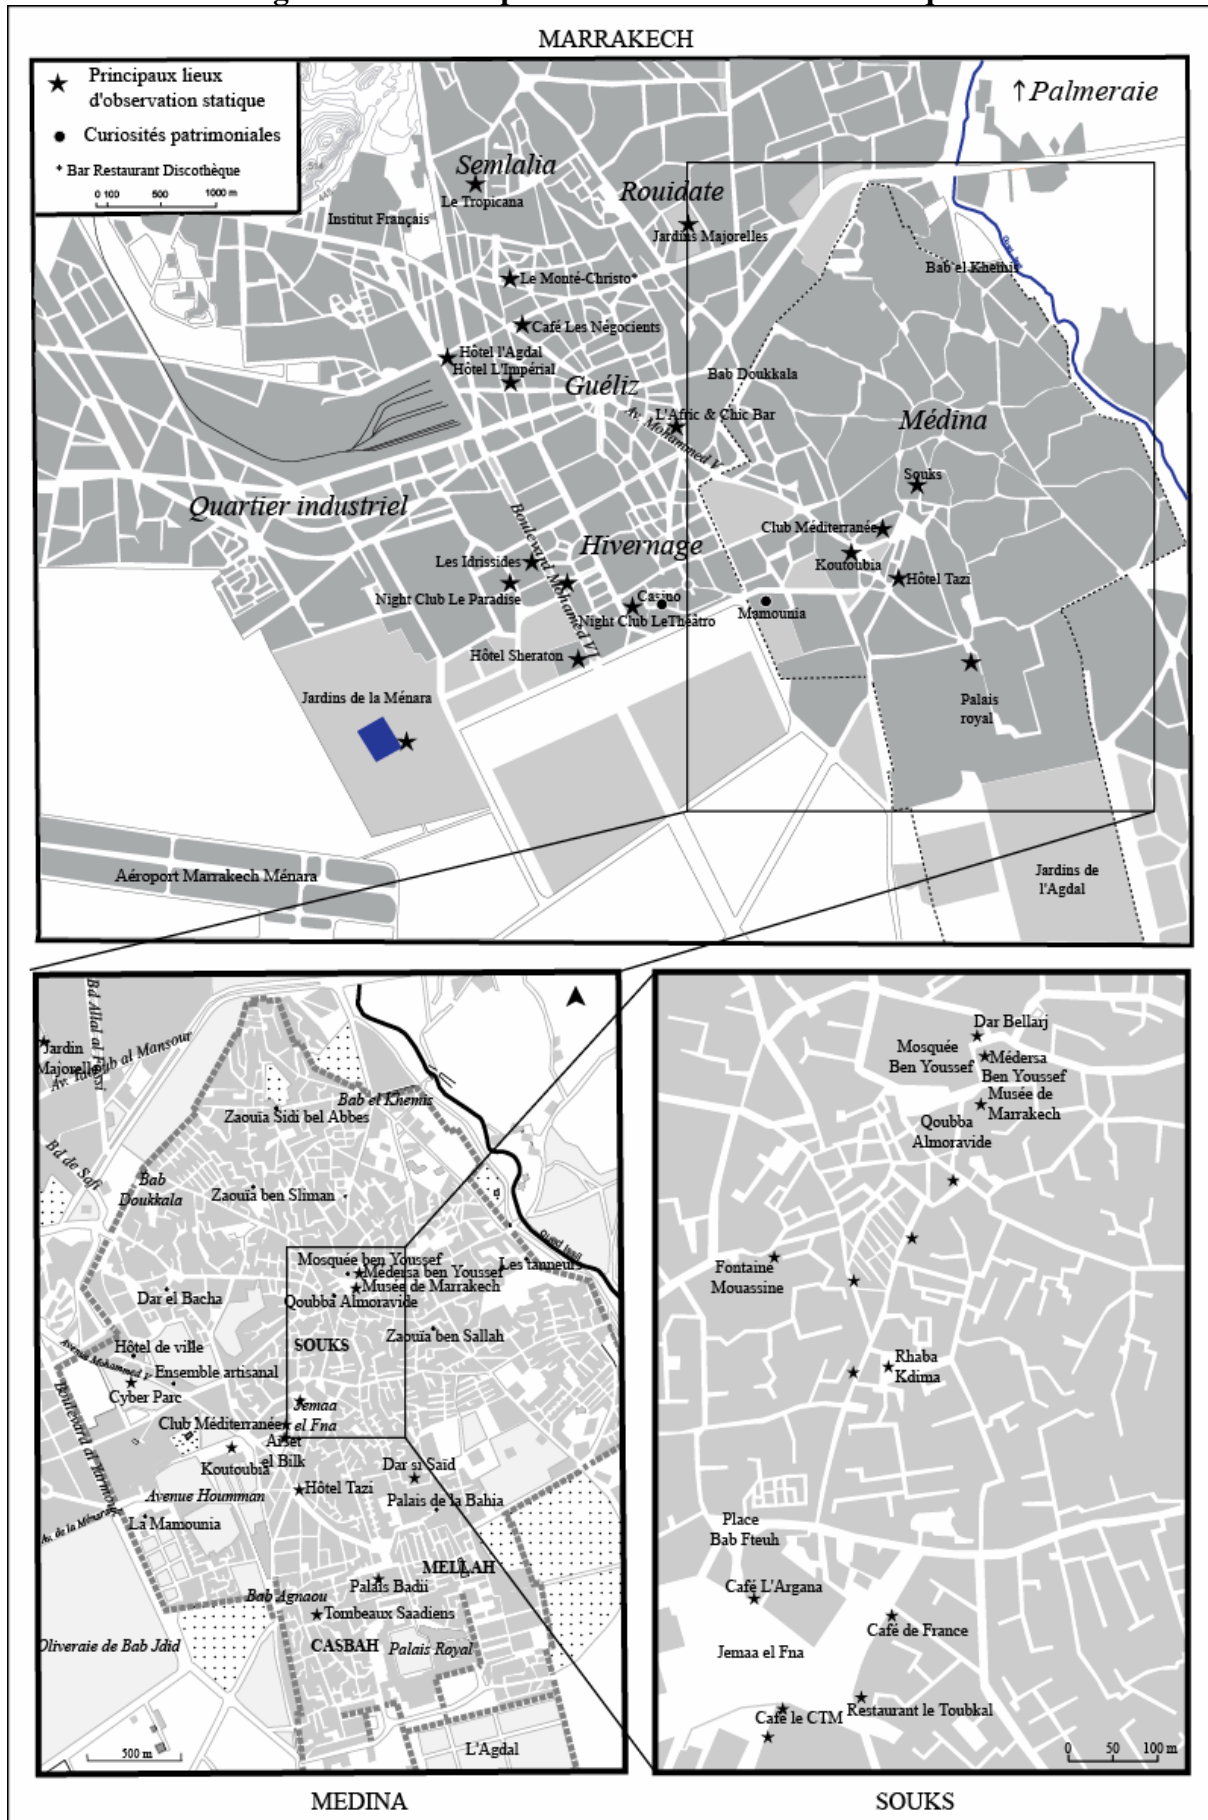 MARRAKECH
Principaux lieux
d'observation statique
Curiosités patrimoniales
* Bar Restaurant Discothèque
0 100 500 1000 m
↑ Palmeraie
Semlalia
Le Tropicana
Rouidate
Institut Français
Jardins Majorelles
Bab el Khemis
Le Monté-Christo*
Café Les Négocients
Hôtel l'Agdal
Hôtel L'Impérial
Guéliz
Bab Doukkala
L'Afric & Chic Bar
Av. Mohammed V
Médina
Souks
Quartier industriel
Boulevard Mohamed VI
Club Méditerranée
Hivernage
Koutoubia
Les Idrissides
Hôtel Tazi
Night Club Le Paradise
Casino
Night Club LeThéâtro
Mamounia
Hôtel Sheraton
Palais
royal
Jardins de la Ménara
Aéroport Marrakech Ménara
Jardins de
l'Agdal
Bd Allal al Fassi
Jardin
Majorelle
Av. Yacoub al Mansour
Bab el Khemis
Zaouïa Sidi bel Abbes
Bd de Safi
Bab
Doukkala
Zaouïa ben Sliman
oued Issil
Mosquée ben Youssef
Les tanneurs
Médersa ben Youssef
Musée de Marrakech
Dar el Bacha
Qoubba Almoravide
Zaouïa ben Sallah
SOUKS
Hôtel de ville
Avenue Mohammed V
Ensemble artisanal
Cyber Parc
Jemaa
el Fna
Club Méditerranée
Arset
el Bilk
Boulevard al Yarmouk
Koutoubia
Dar si Saïd
Hôtel Tazi
Avenue Houmman
Palais de la Bahia
La Mamounia
Av. de la Ménara
MELLAH
Palais Badii
Bab Agnaou
Tombeaux Saadiens
Oliveraie de Bab Jdid
CASBAH
Palais Royal
L'Agdal
500 m
MEDINA
Dar Bellarj
Mosquée
Ben Youssef
Médersa
Ben Youssef
Musée de
Marrakech
Qoubba
Almoravide
Fontaine
Mouassine
Rhaba
Kdima
Place
Bab Fteuh
Café L'Argana
Café de France
Jemaa el Fna
Restaurant le Toubkal
Café le CTM
0 50 100 m
SOUKS